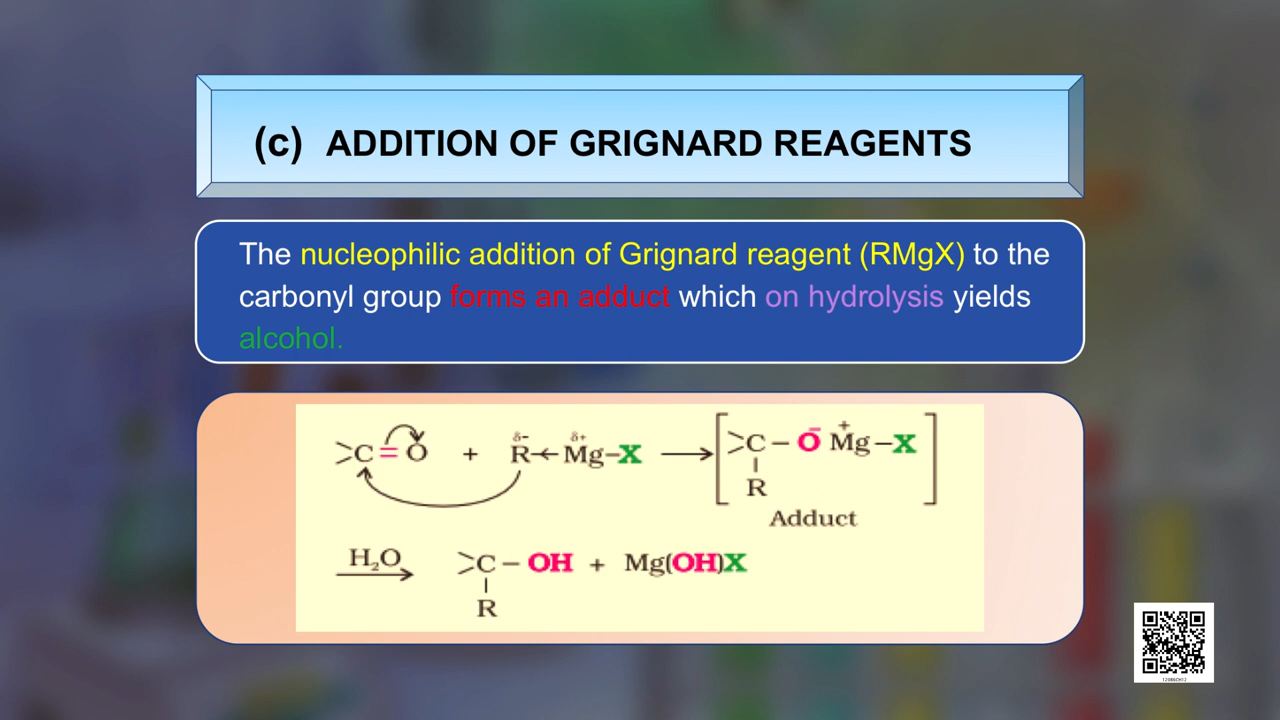 (c) ADDITION OF GRIGNARD REAGENTS
The nucleophilic addition of Grignard reagent (RMgX) to the
carbonyl group forms an adduct which on hydrolysis yields
alcohol.
>C=O + R^δ-←Mg^δ+–X ⟶ [>C – O⁻ Mg⁺ –X]
R
Adduct
H₂O → >C – OH + Mg(OH)X
R
12086CH12